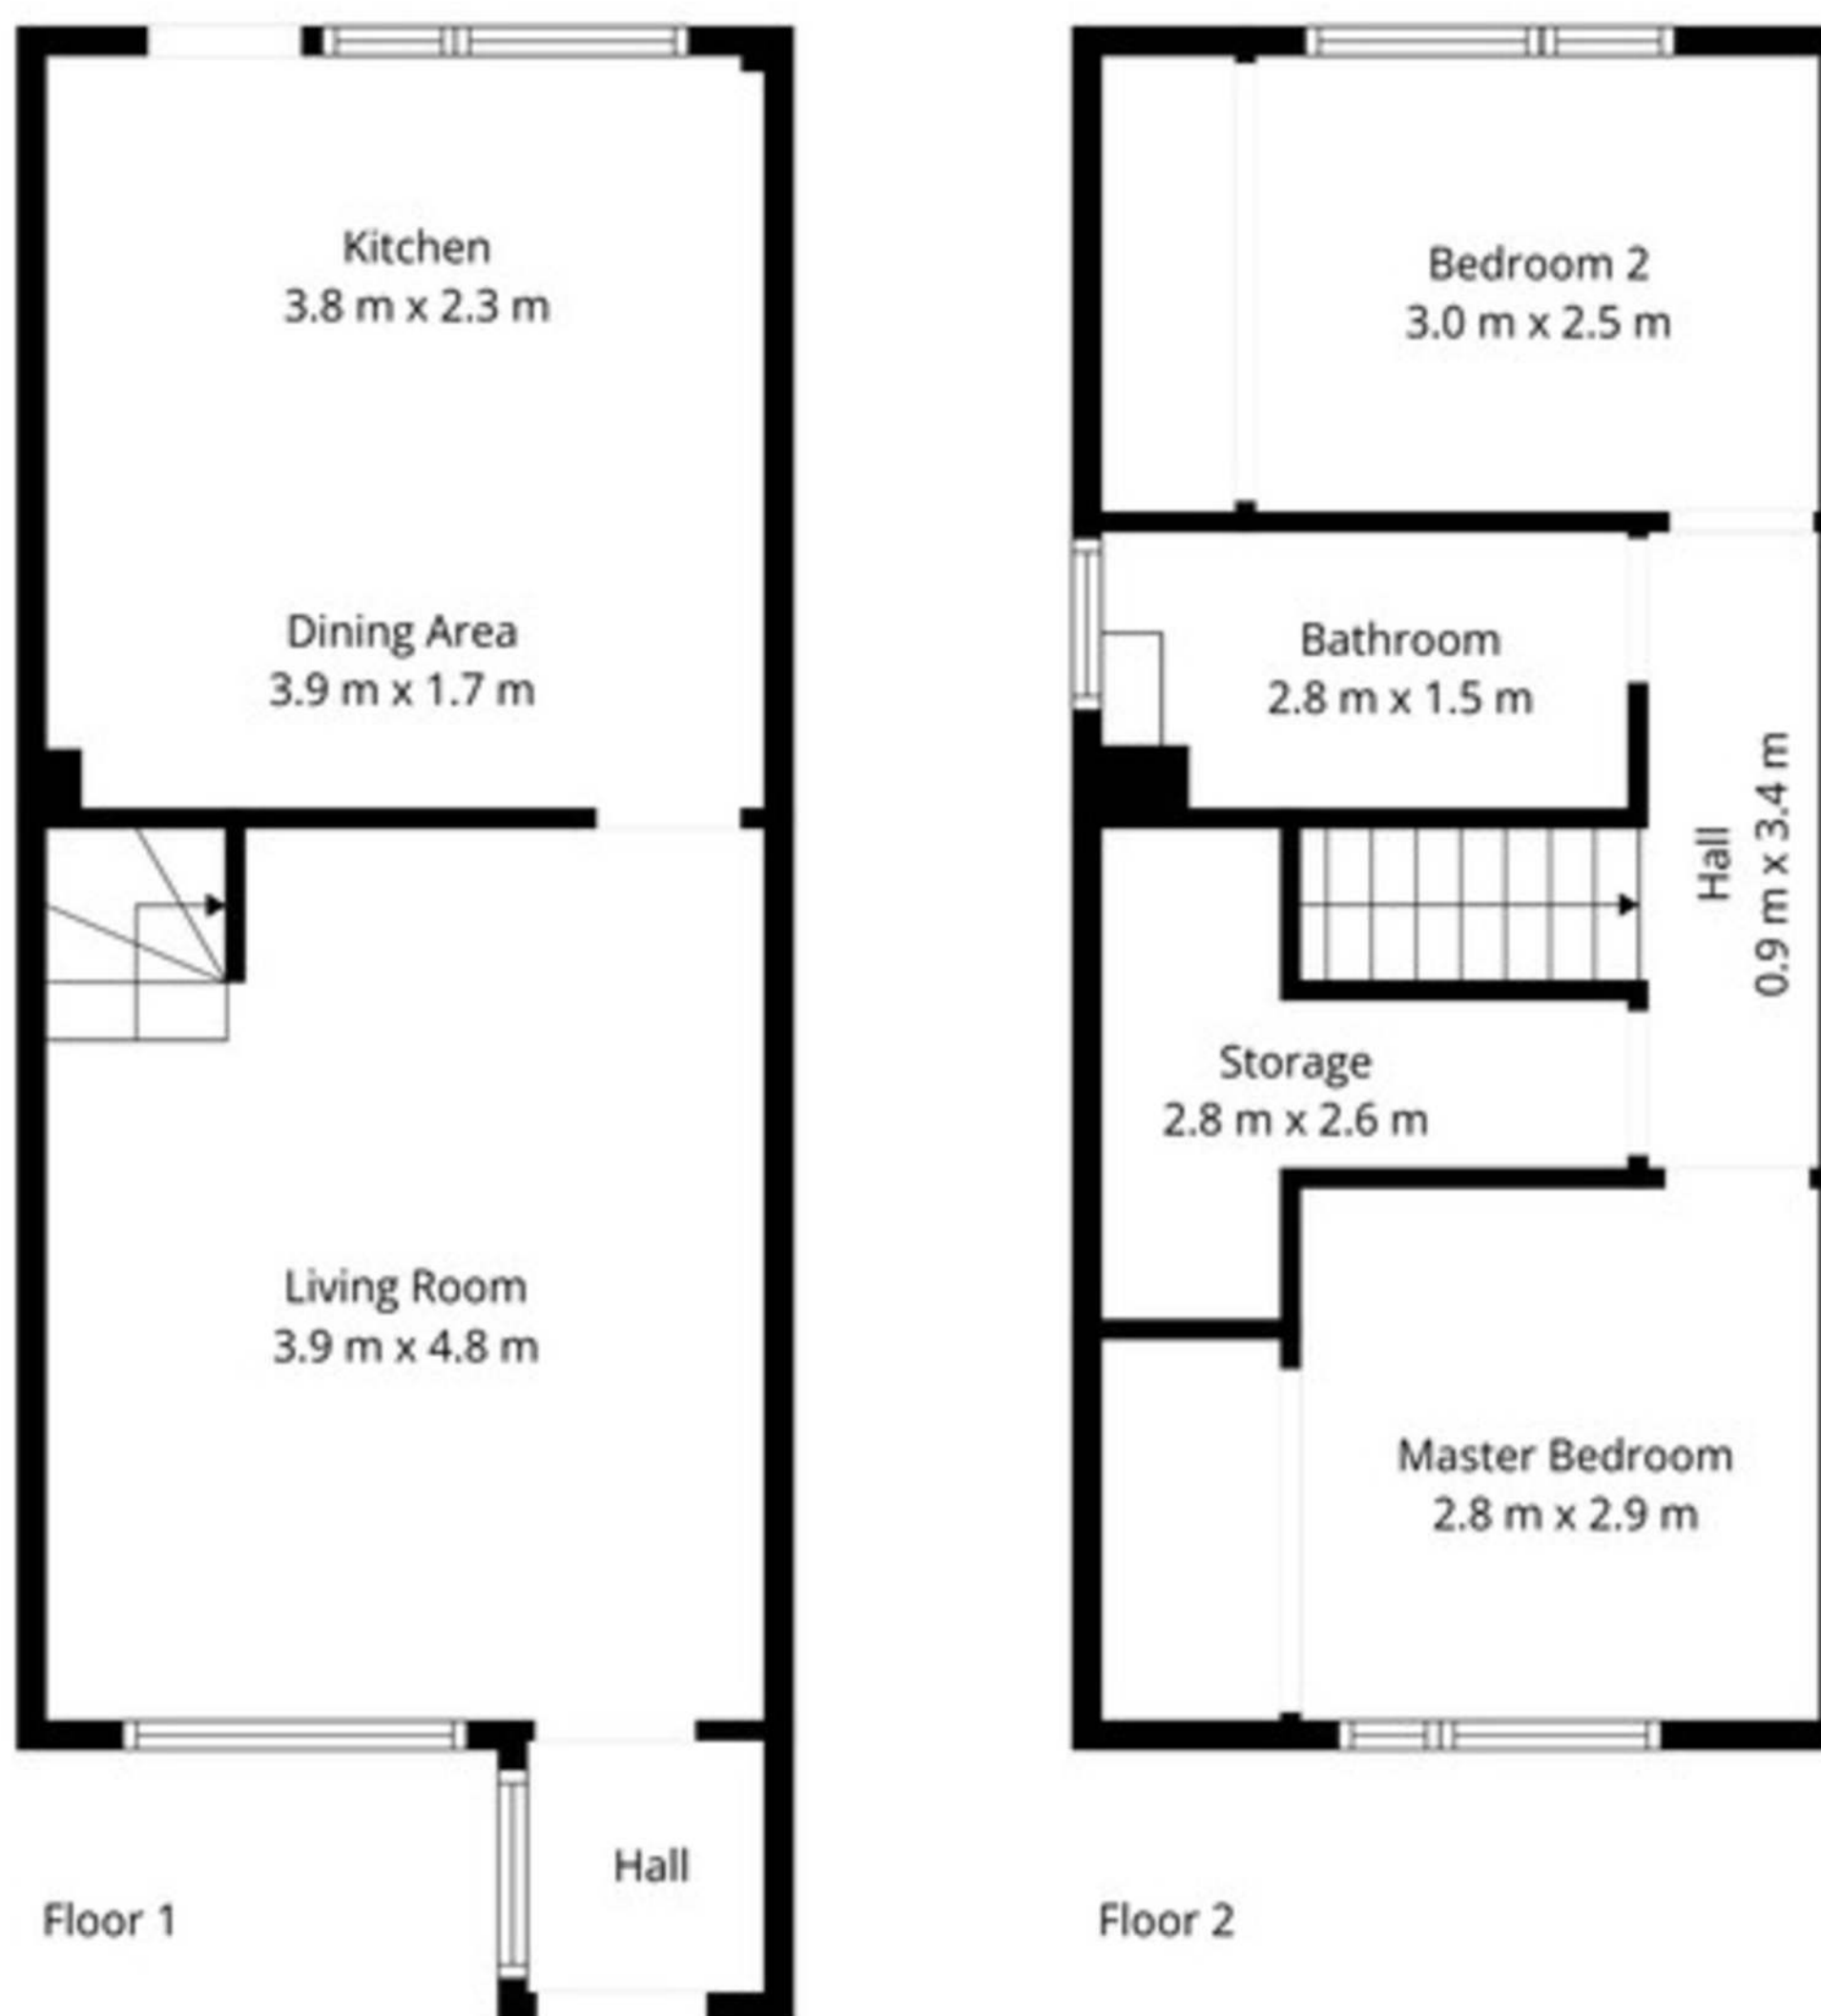 Kitchen
3.8 m x 2.3 m
Dining Area
3.9 m x 1.7 m
Living Room
3.9 m x 4.8 m
Hall
Floor 1
Bedroom 2
3.0 m x 2.5 m
Bathroom
2.8 m x 1.5 m
Hall
0.9 m x 3.4 m
Storage
2.8 m x 2.6 m
Master Bedroom
2.8 m x 2.9 m
Floor 2